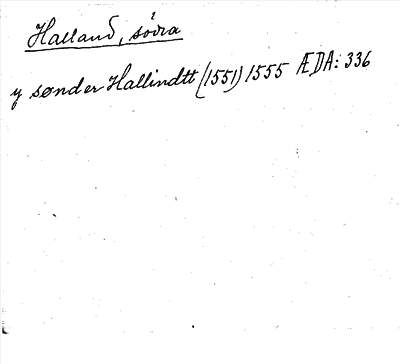 Halland, södra
y sønder Hallindtt (1551) 1555 ÆDA: 336